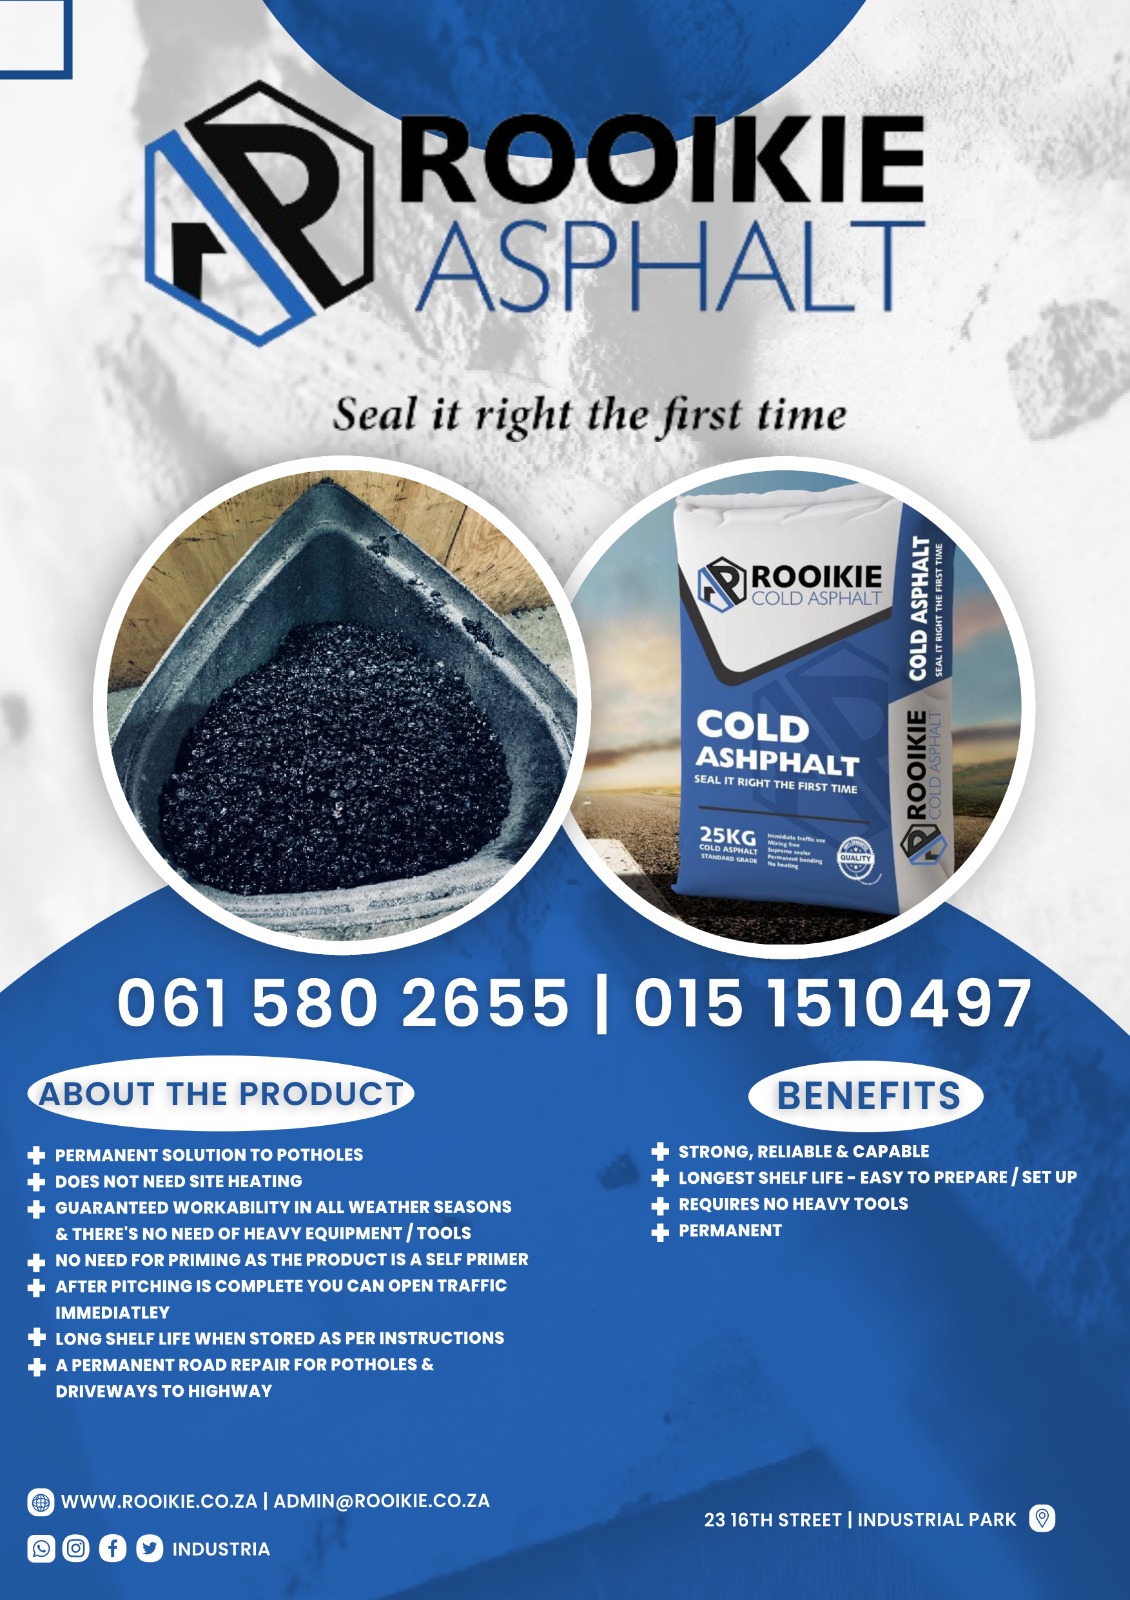 ROOIKIE
ASPHALT
Seal it right the first time
ROOIKIE
COLD ASPHALT
COLD
ASHPHALT
SEAL IT RIGHT THE FIRST TIME
25KG
COLD ASPHALT
STANDARD GRADE
Immidiate traffic use
Mixing free
Supreme sealer
Permanent bonding
No heating
QUALITY
COLD ASPHALT
SEAL IT RIGHT THE FIRST TIME
ROOIKIE
COLD ASPHALT
061 580 2655 | 015 1510497
ABOUT THE PRODUCT
PERMANENT SOLUTION TO POTHOLES
DOES NOT NEED SITE HEATING
GUARANTEED WORKABILITY IN ALL WEATHER SEASONS
& THERE'S NO NEED OF HEAVY EQUIPMENT / TOOLS
NO NEED FOR PRIMING AS THE PRODUCT IS A SELF PRIMER
AFTER PITCHING IS COMPLETE YOU CAN OPEN TRAFFIC
IMMEDIATLEY
LONG SHELF LIFE WHEN STORED AS PER INSTRUCTIONS
A PERMANENT ROAD REPAIR FOR POTHOLES &
DRIVEWAYS TO HIGHWAY
BENEFITS
STRONG, RELIABLE & CAPABLE
LONGEST SHELF LIFE - EASY TO PREPARE / SET UP
REQUIRES NO HEAVY TOOLS
PERMANENT
WWW.ROOIKIE.CO.ZA | ADMIN@ROOIKIE.CO.ZA
INDUSTRIA
23 16TH STREET | INDUSTRIAL PARK